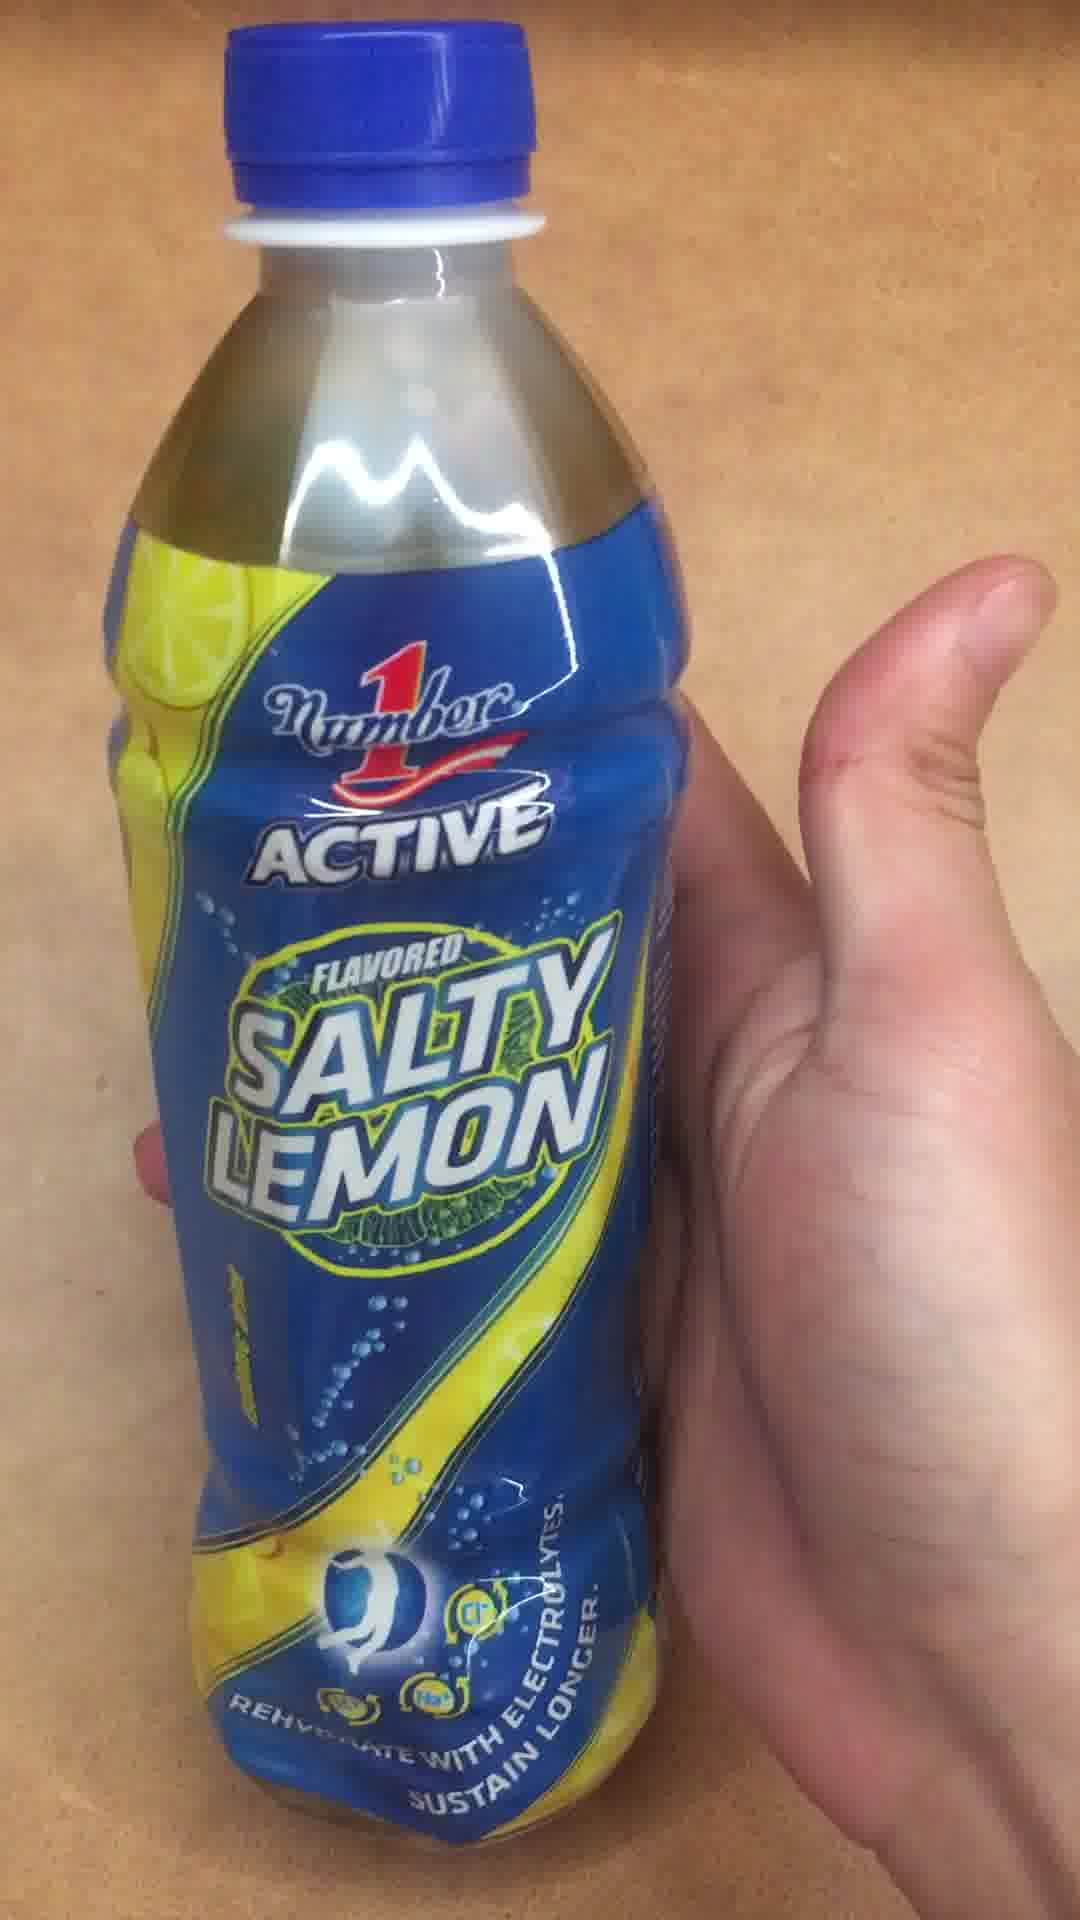 Number 1
ACTIVE
FLAVORED
SALTY
LEMON
Cl-
Na+
REHYDRATE WITH ELECTROLYTES.
SUSTAIN LONGER.